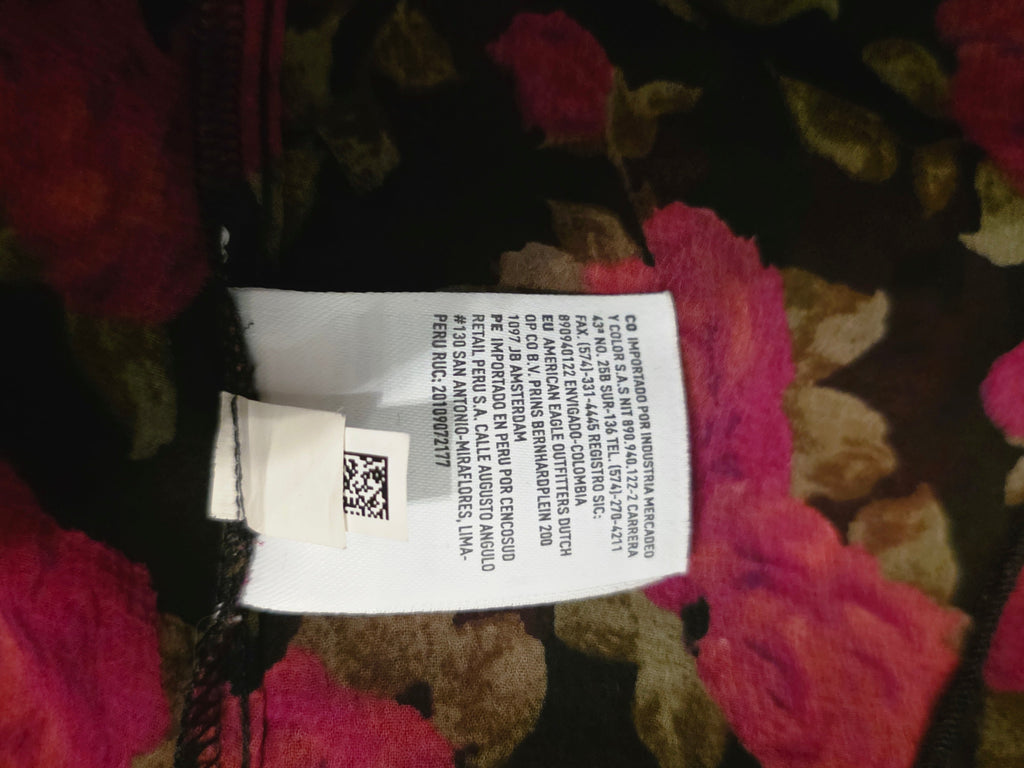 CO IMPORTADO POR INDUSTRIA MERCADEO
Y COLOR S.A.S NIT 890.940.122-2 CARRERA
43ª NO. 25B SUR-136 TEL. (574)-270-4211
FAX. (574)-331-4445 REGISTRO SIC:
890940122 ENVIGADO-COLOMBIA
EU AMERICAN EAGLE OUTFITTERS DUTCH
OP CO B.V. PRINS BERNHARDPLEIN 200
1097 JB AMSTERDAM
PE IMPORTADO EN PERU POR CENCOSUD
RETAIL PERU S.A. CALLE AUGUSTO ANGULO
#130 SAN ANTONIO-MIRAFLORES, LIMA-
PERU RUC: 20109072177